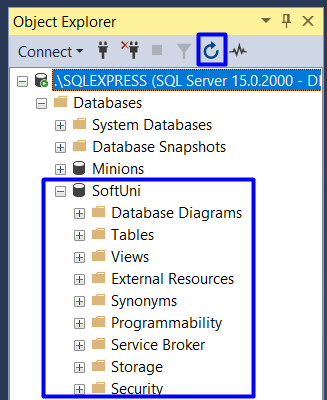 Object Explorer
Connect
.\SQLEXPRESS (SQL Server 15.0.2000 - DI
Databases
System Databases
Database Snapshots
Minions
SoftUni
Database Diagrams
Tables
Views
External Resources
Synonyms
Programmability
Service Broker
Storage
Security